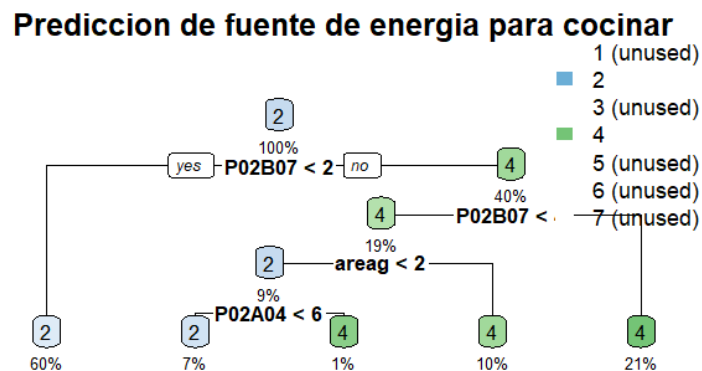 Prediccion de fuente de energia para cocinar
1 (unused)
2
3 (unused)
4
5 (unused)
6 (unused)
7 (unused)
2
100%
yes
P02B07 < 2
no
4
40%
P02B07 <
4
19%
areag < 2
2
9%
P02A04 < 6
2
60%
2
7%
4
1%
4
10%
4
21%